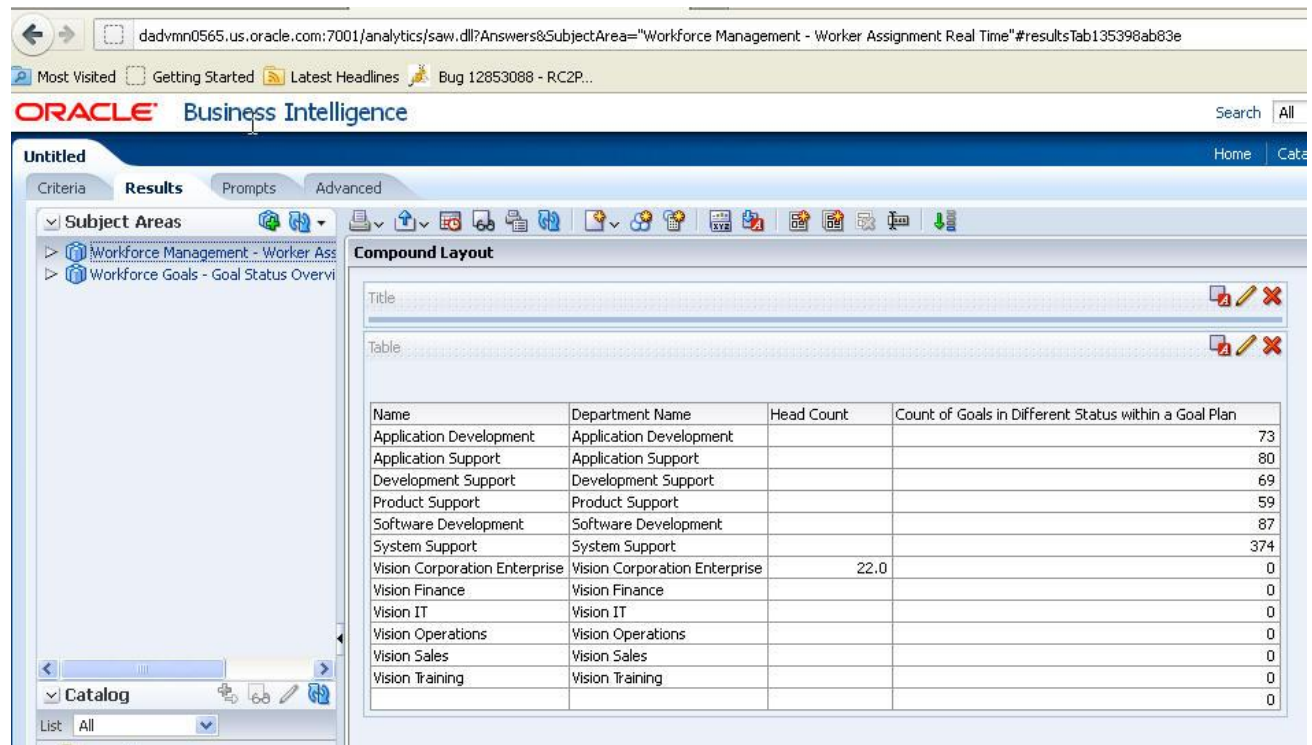 dadvmn0565.us.oracle.com:7001/analytics/saw.dll?Answers&SubjectArea="Workforce Management - Worker Assignment Real Time"#resultsTab135398ab83e
Most Visited Getting Started Latest Headlines Bug 12853088 - RC2P...
ORACLE Business Intelligence Search All
Untitled Home Cata
Criteria Results Prompts Advanced
Subject Areas
Workforce Management - Worker Ass
Workforce Goals - Goal Status Overvi
Compound Layout
Title
Table
Name Department Name Head Count Count of Goals in Different Status within a Goal Plan
Application Development Application Development 73
Application Support Application Support 80
Development Support Development Support 69
Product Support Product Support 59
Software Development Software Development 87
System Support System Support 374
Vision Corporation Enterprise Vision Corporation Enterprise 22.0 0
Vision Finance Vision Finance 0
Vision IT Vision IT 0
Vision Operations Vision Operations 0
Vision Sales Vision Sales 0
Vision Training Vision Training 0
0
Catalog
List All